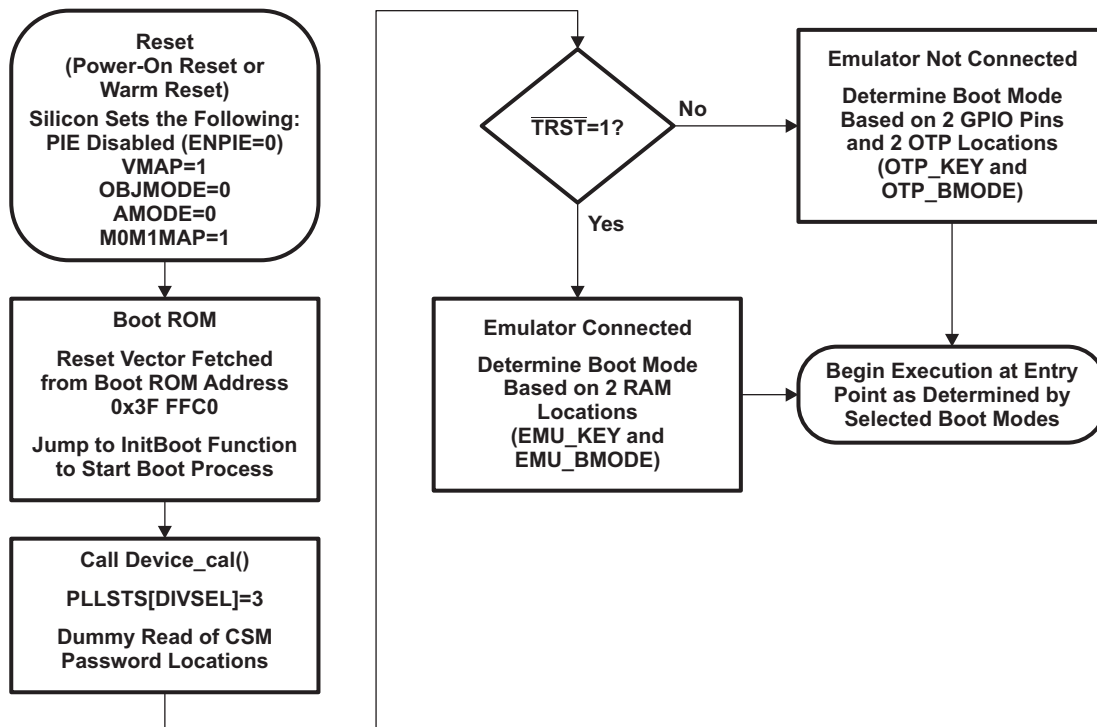 Reset
(Power-On Reset or
Warm Reset)
Silicon Sets the Following:
PIE Disabled (ENPIE=0)
VMAP=1
OBJMODE=0
AMODE=0
M0M1MAP=1
Boot ROM
Reset Vector Fetched
from Boot ROM Address
0x3F FFC0
Jump to InitBoot Function
to Start Boot Process
Call Device_cal()
PLLSTS[DIVSEL]=3
Dummy Read of CSM
Password Locations
T̅R̅S̅T̅=1?
No
Yes
Emulator Not Connected
Determine Boot Mode
Based on 2 GPIO Pins
and 2 OTP Locations
(OTP_KEY and
OTP_BMODE)
Emulator Connected
Determine Boot Mode
Based on 2 RAM
Locations
(EMU_KEY and
EMU_BMODE)
Begin Execution at Entry
Point as Determined by
Selected Boot Modes